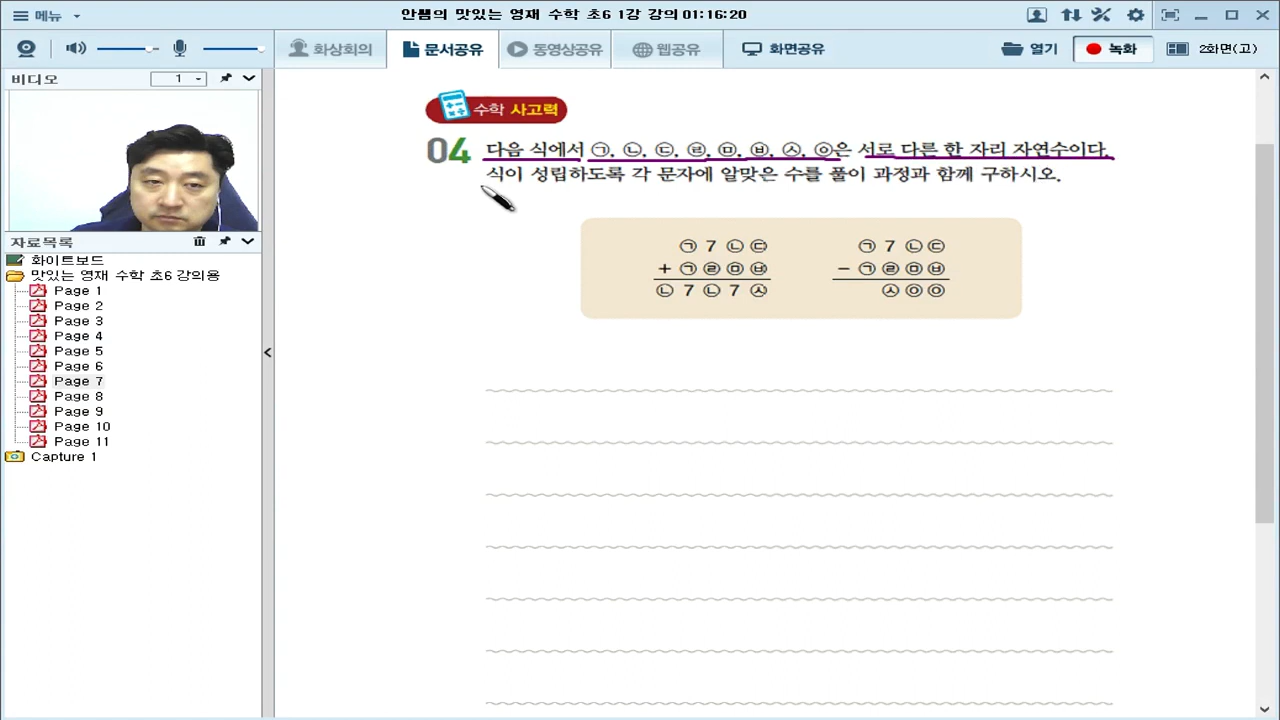 메뉴
안쌤의 맛있는 영재 수학 초6 1강 강의 01:16:20
화상회의 문서공유 동영상공유 웹공유 화면공유 열기 녹화 2화면(고)
비디오 1
자료목록
화이트보드
맛있는 영재 수학 초6 강의용
Page 1
Page 2
Page 3
Page 4
Page 5
Page 6
Page 7
Page 8
Page 9
Page 10
Page 11
Capture 1
수학 사고력
04 다음 식에서 ㉠, ㉡, ㉢, ㉣, ㉤, ㉥, ㉦, ㉧은 서로 다른 한 자리 자연수이다.
식이 성립하도록 각 문자에 알맞은 수를 풀이 과정과 함께 구하시오.
㉠ 7 ㉡ ㉢
+ ㉠ ㉣ ㉤ ㉥
㉡ 7 ㉡ 7 ㉦
㉠ 7 ㉡ ㉢
− ㉠ ㉣ ㉤ ㉥
㉦ ㉧ ㉧